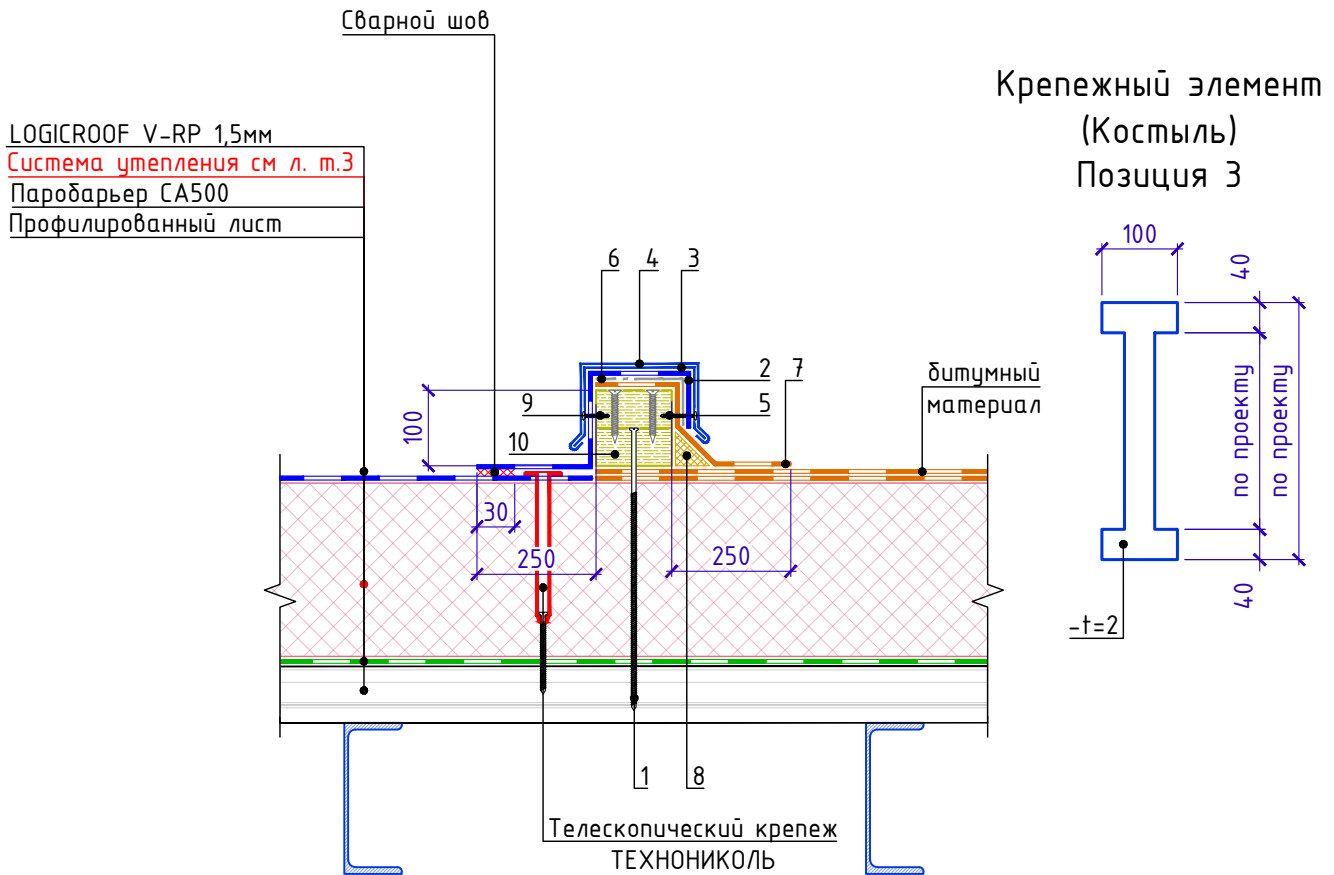 Сварной шов
LOGICROOF V-RP 1,5мм
Система утепления см л. т.3
Паробарьер СА500
Профилированный лист
Крепежный элемент
(Костыль)
Позиция 3
100
40
6 4 3
2 7
битумный
материал
9 5
100
10
по проекту
по проекту
30
250 250
40
-t=2
1 8
Телескопический крепеж
ТЕХНОНИКОЛЬ